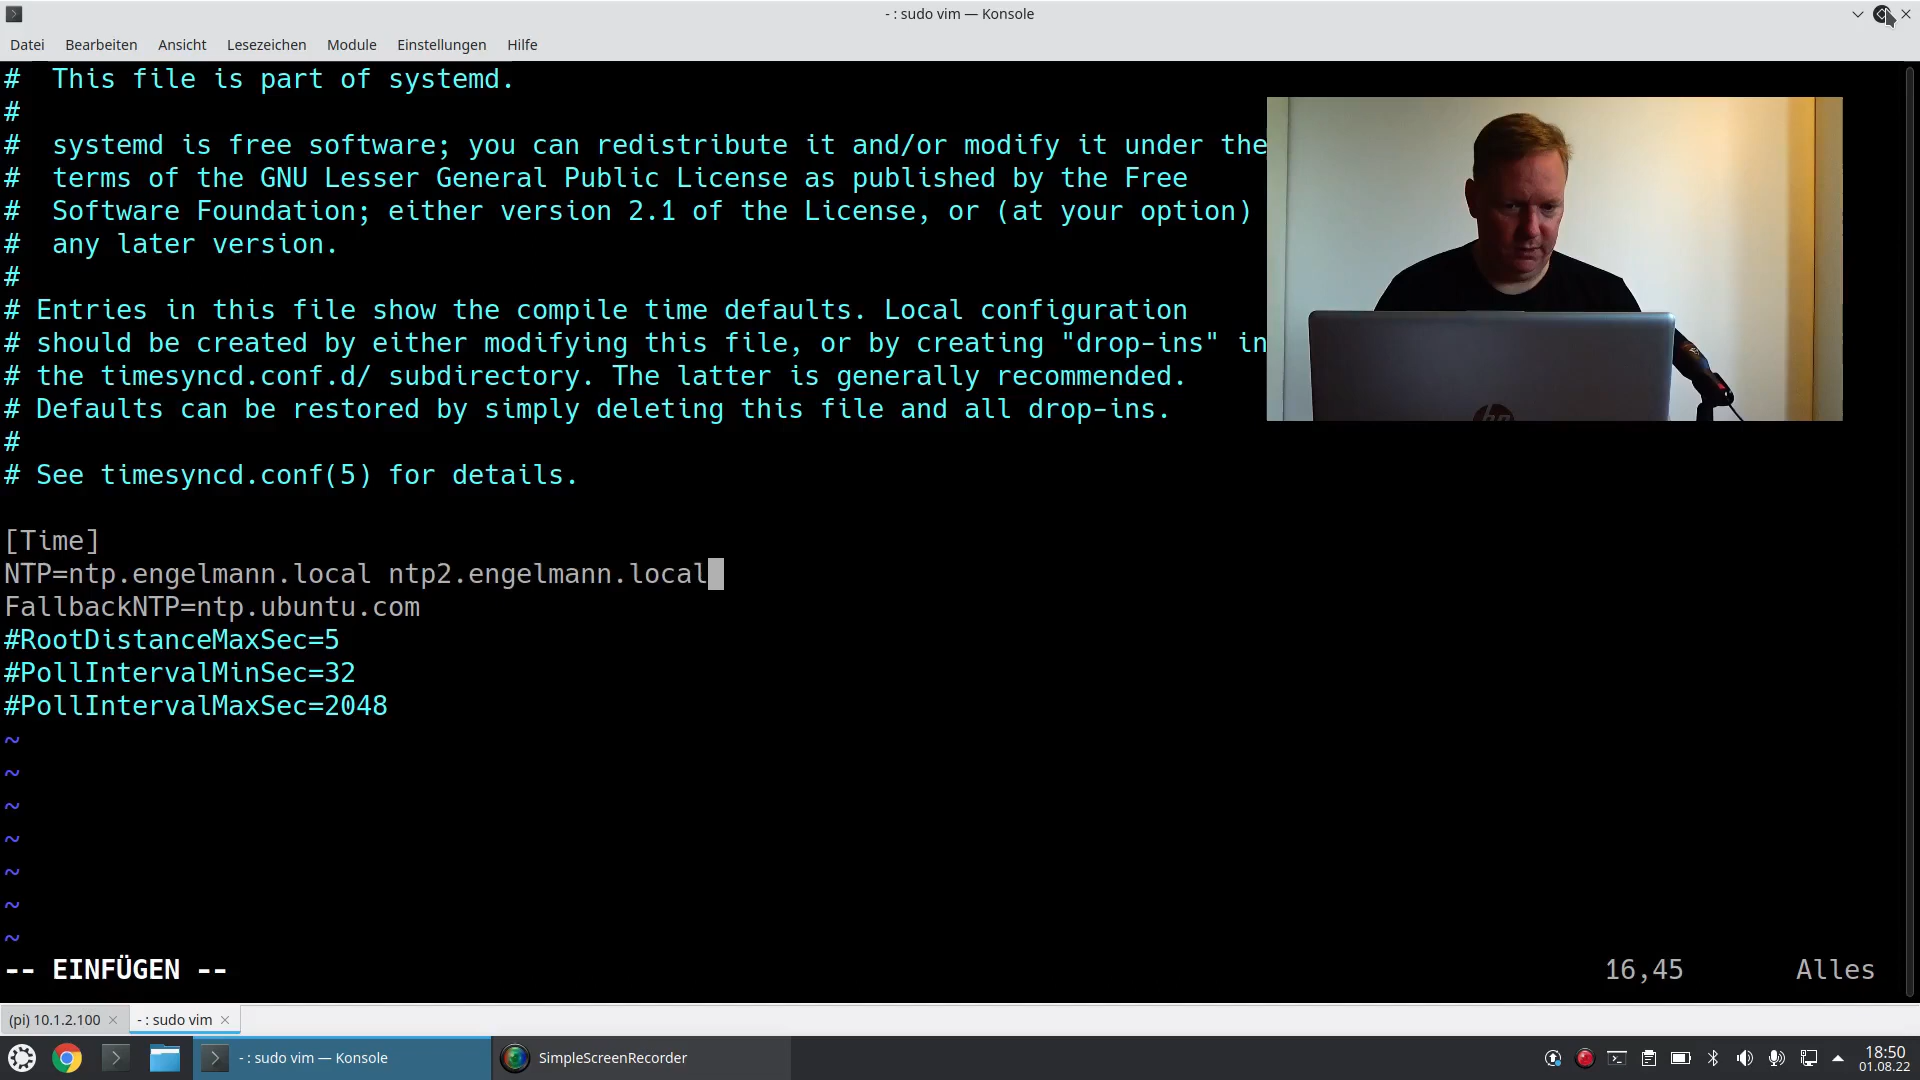 - : sudo vim — Konsole
Datei Bearbeiten Ansicht Lesezeichen Module Einstellungen Hilfe
#  This file is part of systemd.
#
#  systemd is free software; you can redistribute it and/or modify it under the
#  terms of the GNU Lesser General Public License as published by the Free
#  Software Foundation; either version 2.1 of the License, or (at your option)
#  any later version.
#
# Entries in this file show the compile time defaults. Local configuration
# should be created by either modifying this file, or by creating "drop-ins" in
# the timesyncd.conf.d/ subdirectory. The latter is generally recommended.
# Defaults can be restored by simply deleting this file and all drop-ins.
#
# See timesyncd.conf(5) for details.
[Time]
NTP=ntp.engelmann.local ntp2.engelmann.local
FallbackNTP=ntp.ubuntu.com
#RootDistanceMaxSec=5
#PollIntervalMinSec=32
#PollIntervalMaxSec=2048
~
~
~
~
~
~
~
-- EINFÜGEN -- 16,45 Alles
(pi) 10.1.2.100 - : sudo vim
- : sudo vim — Konsole SimpleScreenRecorder 18:50
01.08.22
hp